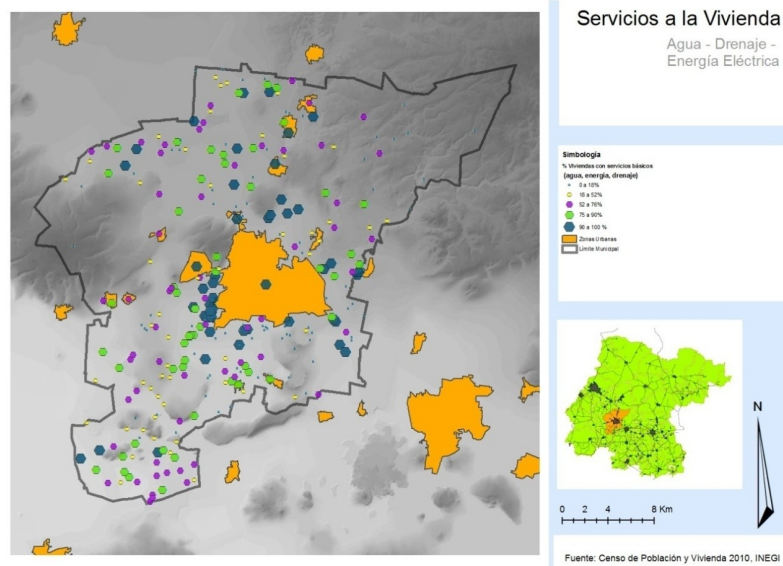 Servicios a la Vivienda
Agua - Drenaje -
Energía Eléctrica
Simbología
% Viviendas con servicios básicos
(agua, energia, drenaje)
0 a 18%
18 a 52%
52 a 76%
75 a 90%
90 a 100 %
Zonas Urbanas
Límite Municipal
N
0 2 4 8 Km
Fuente: Censo de Población y Vivienda 2010, INEGI